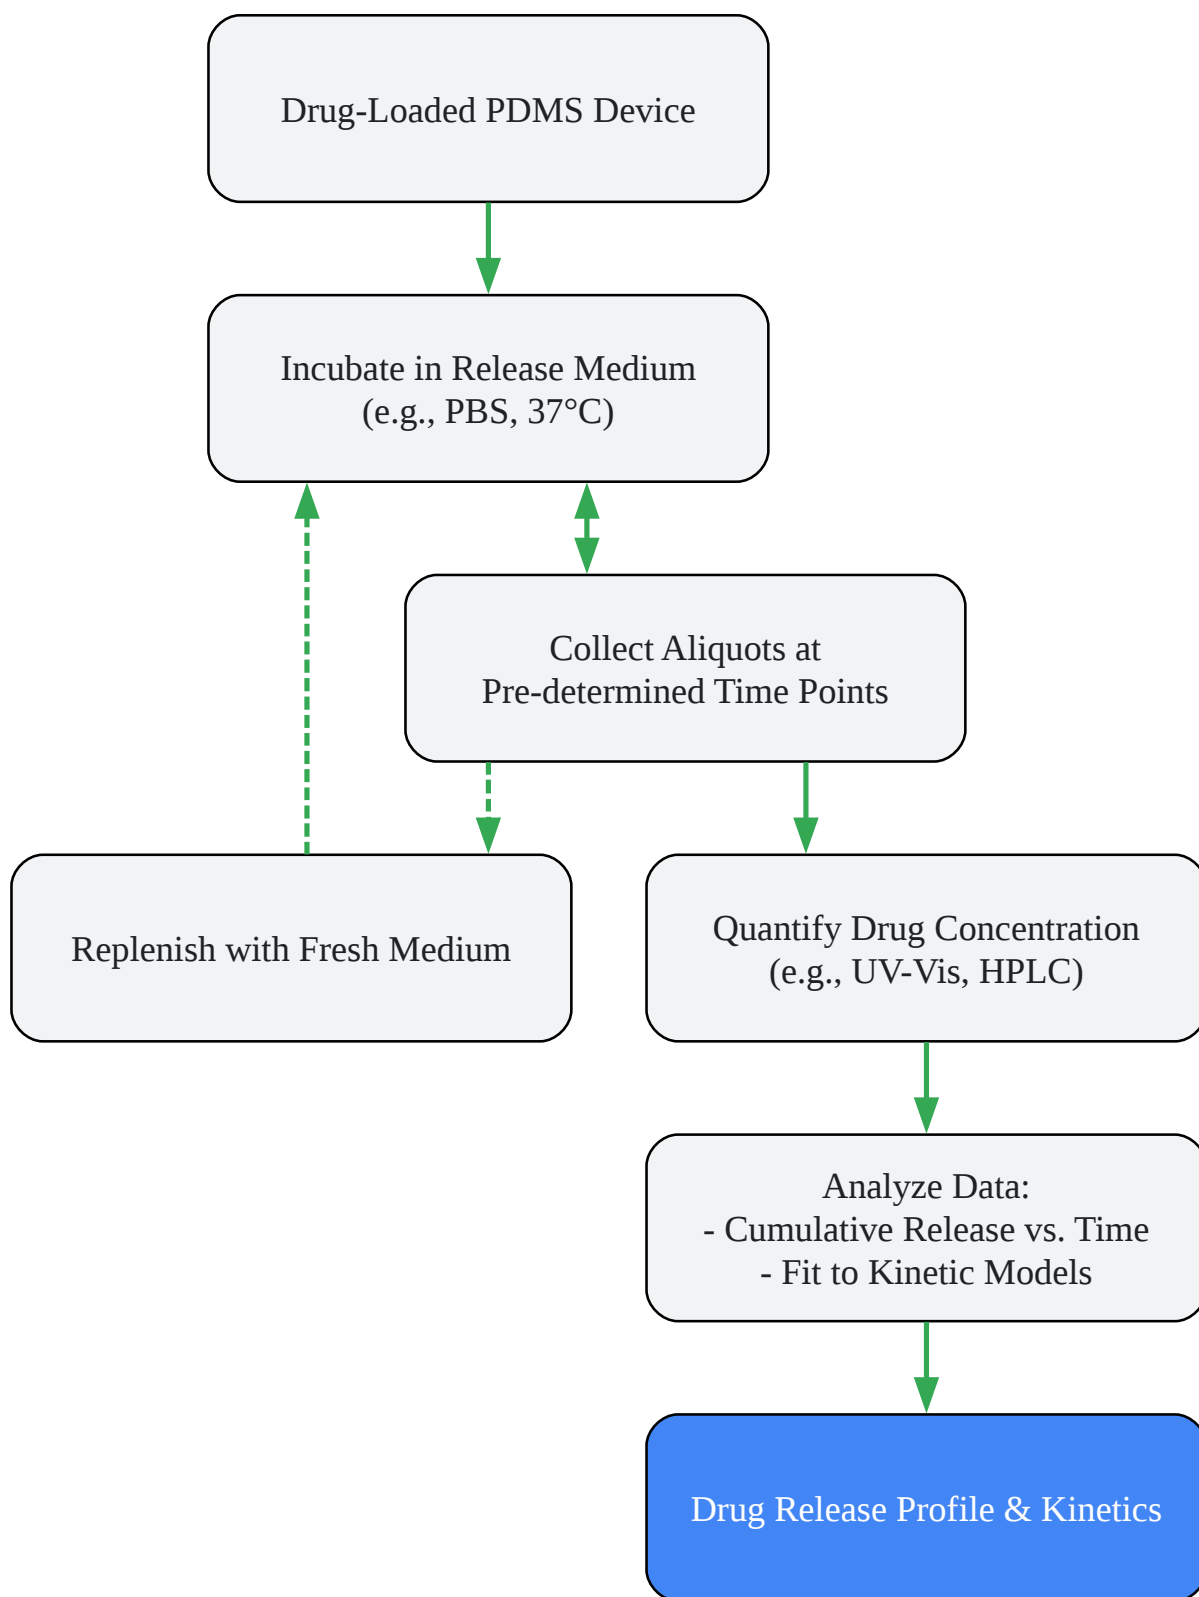 Drug-Loaded PDMS Device
Incubate in Release Medium
(e.g., PBS, 37°C)
Collect Aliquots at
Pre-determined Time Points
Replenish with Fresh Medium
Quantify Drug Concentration
(e.g., UV-Vis, HPLC)
Analyze Data:
- Cumulative Release vs. Time
- Fit to Kinetic Models
Drug Release Profile & Kinetics